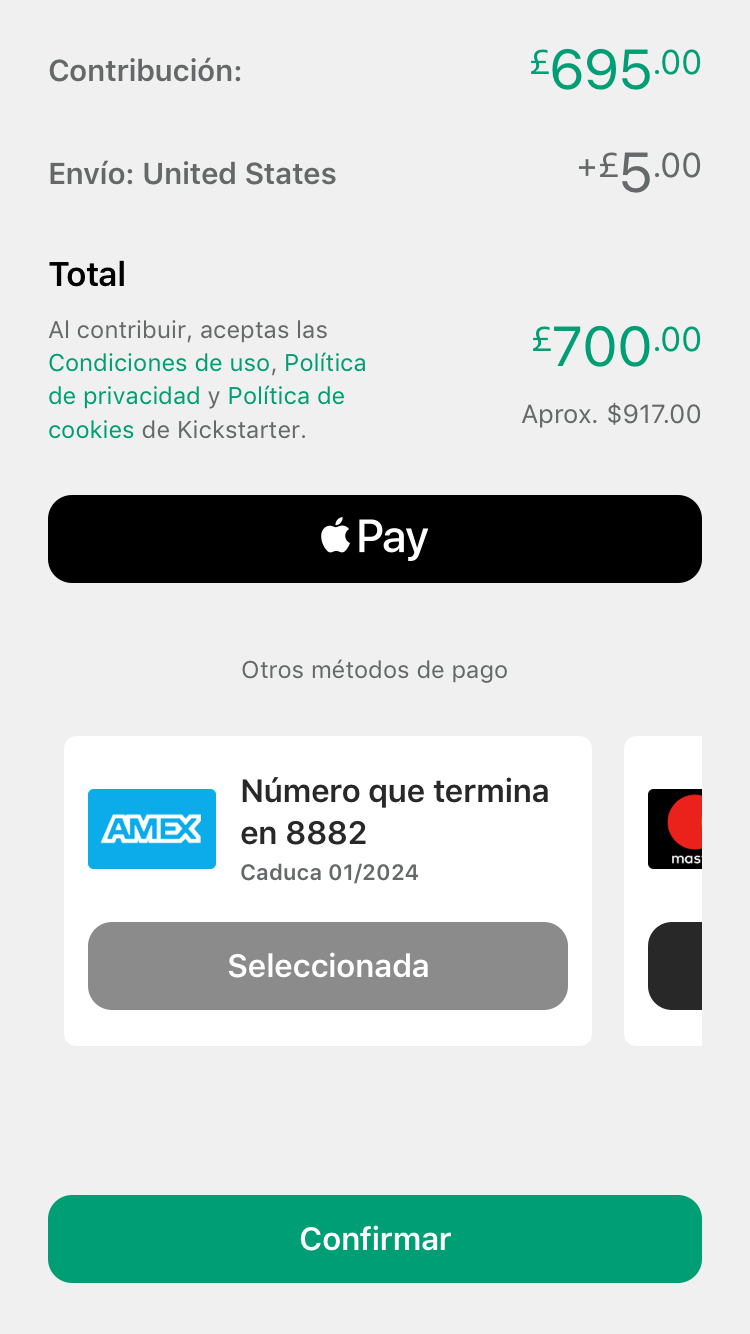 Contribución: £695.00
Envío: United States +£5.00
Total
Al contribuir, aceptas las
Condiciones de uso, Política
de privacidad y Política de
cookies de Kickstarter.
£700.00
Aprox. $917.00
Pay
Otros métodos de pago
AMEX
Número que termina
en 8882
Caduca 01/2024
Seleccionada
Confirmar